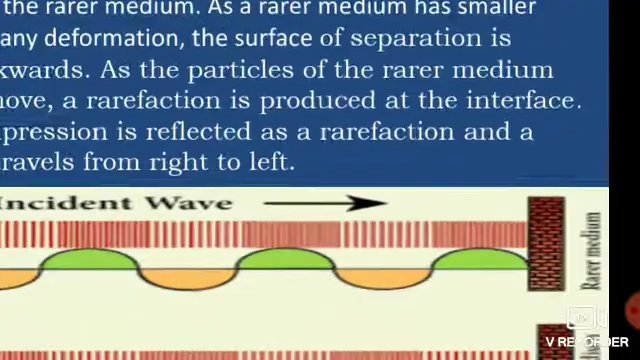 the rarer medium. As a rarer medium has smaller
any deformation, the surface of separation is
kwards. As the particles of the rarer medium
nove, a rarefaction is produced at the interface.
pression is reflected as a rarefaction and a
ravels from right to left.
Incident Wave
Rarer medium
V RECORDER